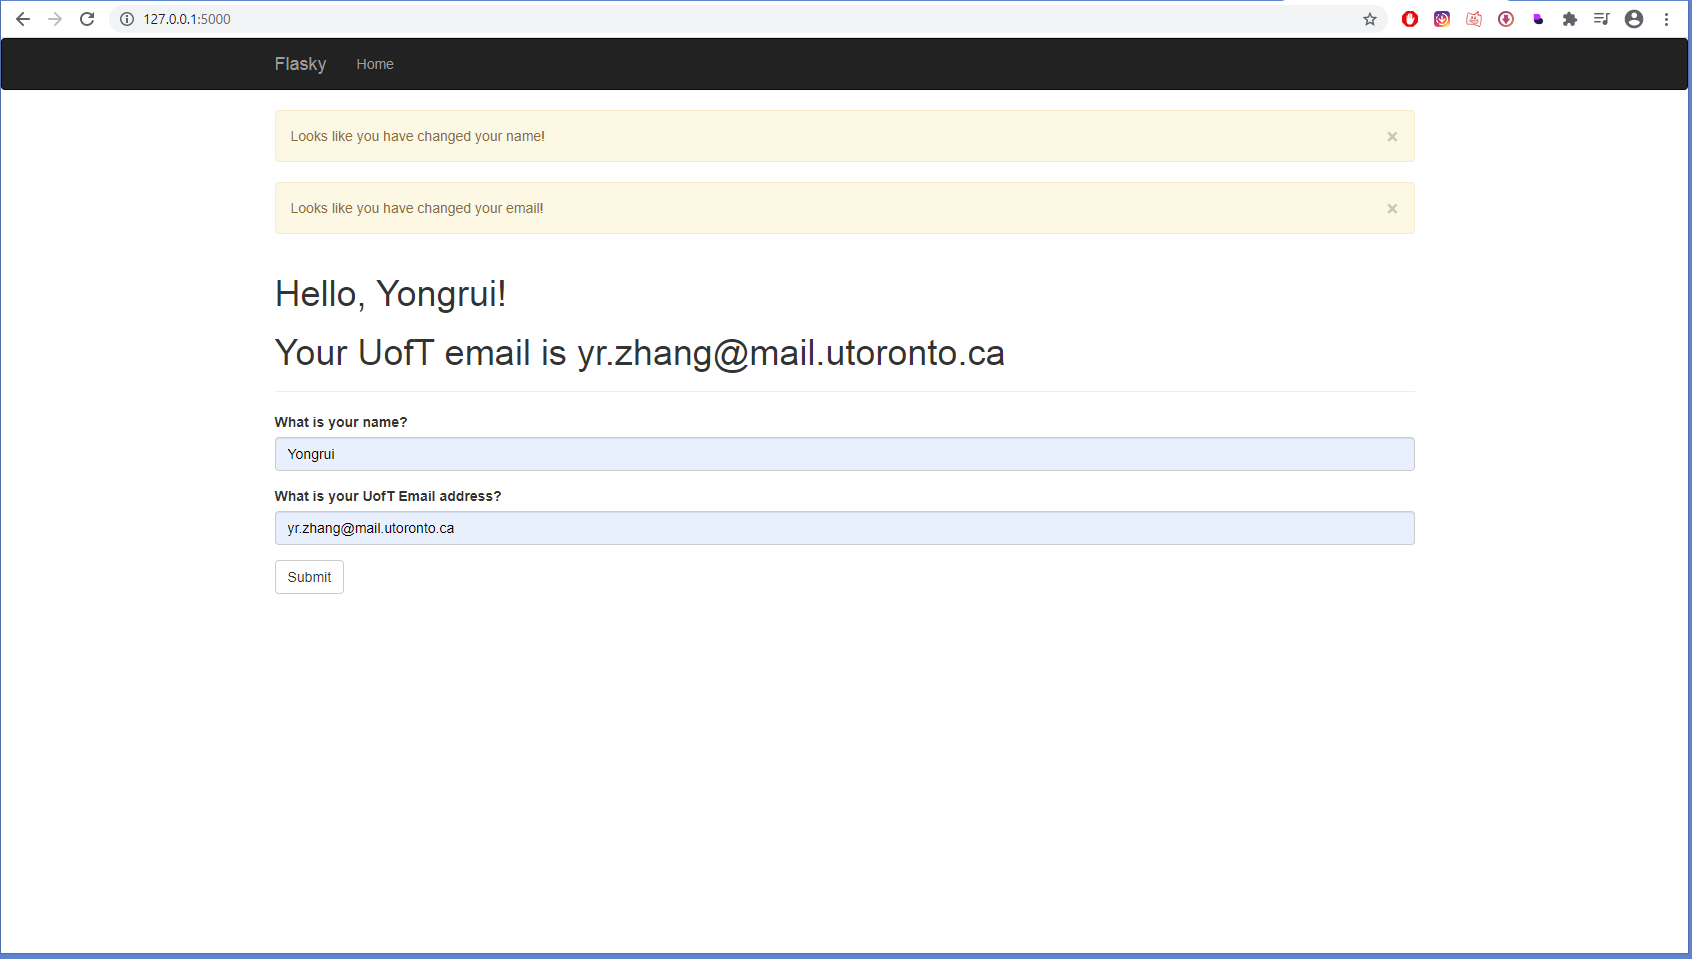 127.0.0.1:5000
Flasky Home
Looks like you have changed your name! ×
Looks like you have changed your email! ×
Hello, Yongrui!
Your UofT email is yr.zhang@mail.utoronto.ca
What is your name?
Yongrui
What is your UofT Email address?
yr.zhang@mail.utoronto.ca
Submit